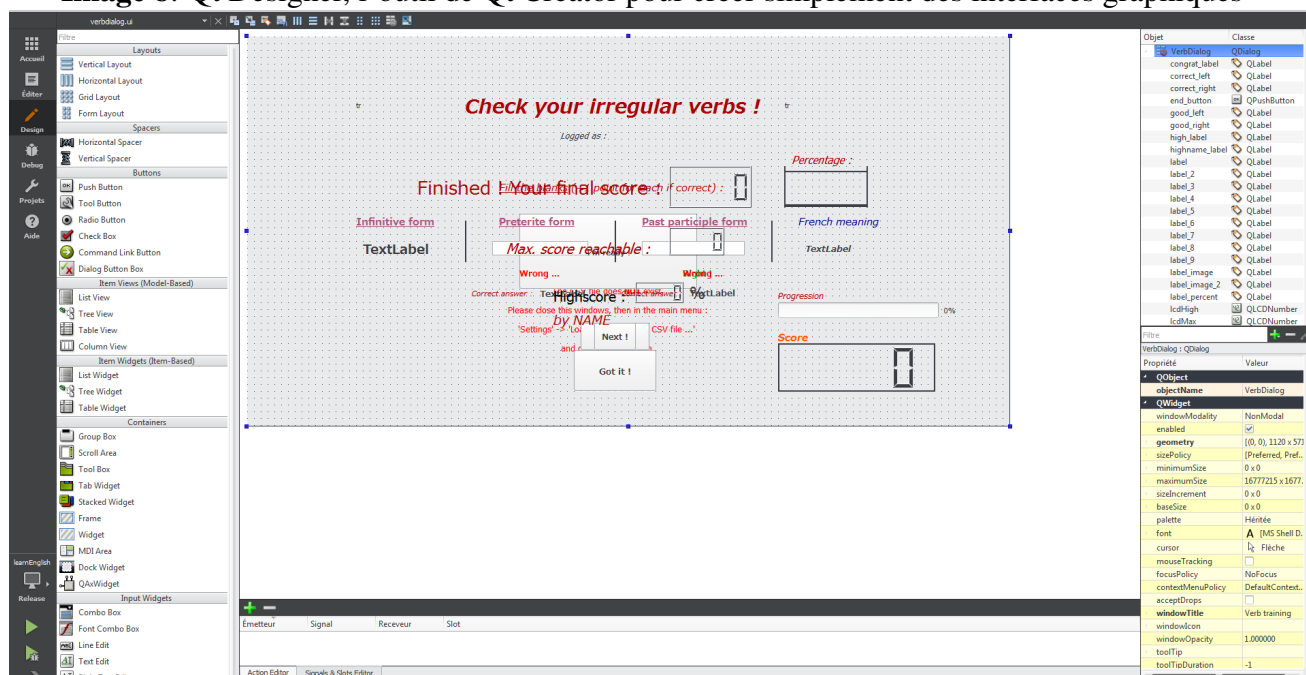 Image 8: Qt Designer, l'outil de Qt Creator pour créer simplement des interfaces graphiques
verbdialog.ui
Accueil
Éditer
Design
Debug
Projets
Aide
learnEnglish
Release
Filtre
Layouts
Vertical Layout
Horizontal Layout
Grid Layout
Form Layout
Spacers
Horizontal Spacer
Vertical Spacer
Buttons
Push Button
Tool Button
Radio Button
Check Box
Command Link Button
Dialog Button Box
Item Views (Model-Based)
List View
Tree View
Table View
Column View
Item Widgets (Item-Based)
List Widget
Tree Widget
Table Widget
Containers
Group Box
Scroll Area
Tool Box
Tab Widget
Stacked Widget
Frame
Widget
MDI Area
Dock Widget
QAxWidget
Input Widgets
Combo Box
Font Combo Box
Line Edit
Text Edit
tr
Check your irregular verbs !
tr
Logged as :
Percentage :
Finished ! Your final score :
if correct) :
0
Infinitive form
Preterite form
Past participle form
French meaning
TextLabel
Max. score reachable :
0
TextLabel
Wrong ...
Correct answer :
Highscore :
0
%
TextLabel
Progression
0%
Please close this windows, then in the main menu :
by NAME
'Settings' ->
CSV file ...'
Next !
Score
and
Got it !
0
Émetteur
Signal
Receveur
Slot
Action Editor
Signals & Slots Editor
Objet
Classe
VerbDialog
QDialog
congrat_label
QLabel
correct_left
QLabel
correct_right
QLabel
end_button
QPushButton
good_left
QLabel
good_right
QLabel
high_label
QLabel
highname_label
QLabel
label
QLabel
label_2
QLabel
label_3
QLabel
label_4
QLabel
label_5
QLabel
label_6
QLabel
label_7
QLabel
label_8
QLabel
label_9
QLabel
label_image
QLabel
label_image_2
QLabel
label_percent
QLabel
lcdHigh
QLCDNumber
lcdMax
QLCDNumber
Filtre
VerbDialog : QDialog
Propriété
Valeur
QObject
objectName
VerbDialog
QWidget
windowModality
NonModal
enabled
geometry
[(0, 0), 1120 x 571
sizePolicy
[Preferred, Pref..
minimumSize
0 x 0
maximumSize
16777215 x 1677..
sizeIncrement
0 x 0
baseSize
0 x 0
palette
Héritée
font
A [MS Shell D.
cursor
Flèche
mouseTracking
focusPolicy
NoFocus
contextMenuPolicy
DefaultContext..
acceptDrops
windowTitle
Verb training
windowIcon
windowOpacity
1.000000
toolTip
toolTipDuration
-1